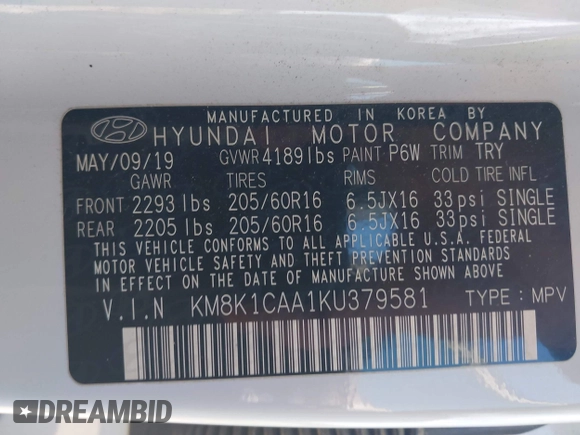 MANUFACTURED IN KOREA BY
HYUNDAI MOTOR COMPANY
MAY/09/19 GVWR 4189lbs PAINT P6W TRIM TRY
GAWR TIRES RIMS COLD TIRE INFL
FRONT 2293 lbs 205/60R16 6.5JX16 33psi SINGLE
REAR 2205 lbs 205/60R16 6.5JX16 33psi SINGLE
THIS VEHICLE CONFORMS TO ALL APPLICABLE U.S.A. FEDERAL
MOTOR VEHICLE SAFETY AND THEFT PREVENTION STANDARDS
IN EFFECT ON THE DATE OF MANUFACTURE SHOWN ABOVE.
V.I.N KM8K1CAA1KU379581 TYPE: MPV
DREAMBID